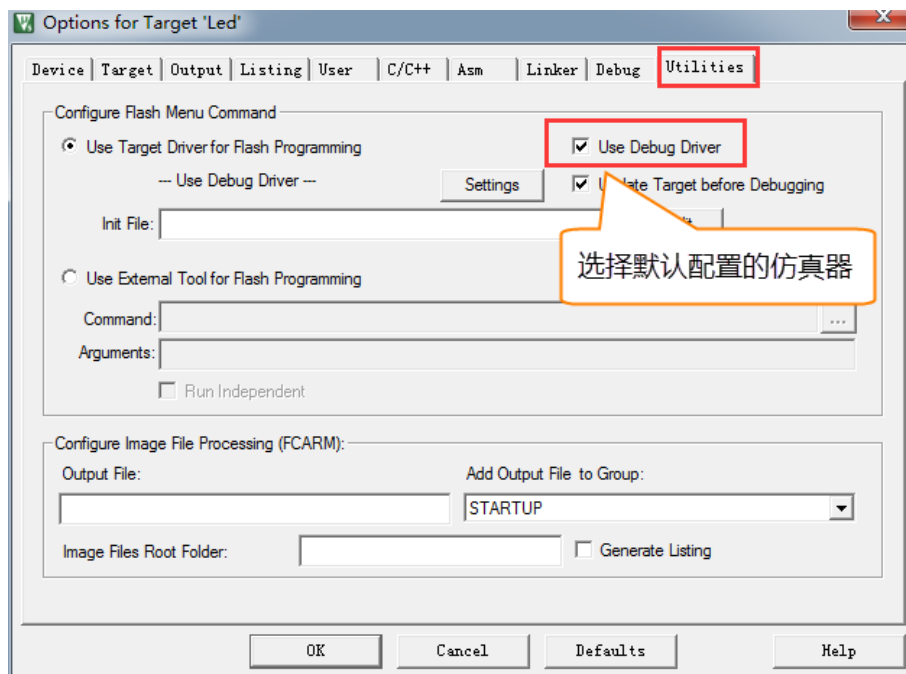 Options for Target 'Led'
Device Target Output Listing User C/C++ Asm Linker Debug Utilities
Configure Flash Menu Command
Use Target Driver for Flash Programming
Use Debug Driver
--- Use Debug Driver ---
Settings
Target before Debugging
Init File:
选择默认配置的仿真器
Use External Tool for Flash Programming
Command:
...
Arguments:
Run Independent
Configure Image File Processing (FCARM):
Output File:
Add Output File to Group:
STARTUP
Image Files Root Folder:
Generate Listing
OK Cancel Defaults Help